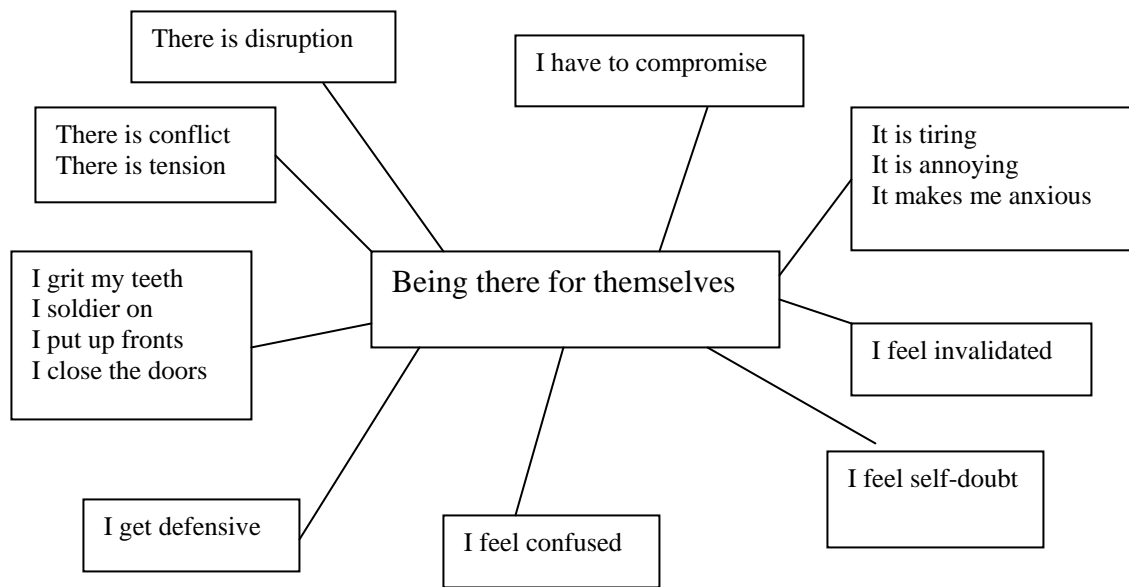 There is disruption
I have to compromise
There is conflict
There is tension
It is tiring
It is annoying
It makes me anxious
Being there for themselves
I grit my teeth
I soldier on
I put up fronts
I close the doors
I feel invalidated
I feel self-doubt
I get defensive
I feel confused